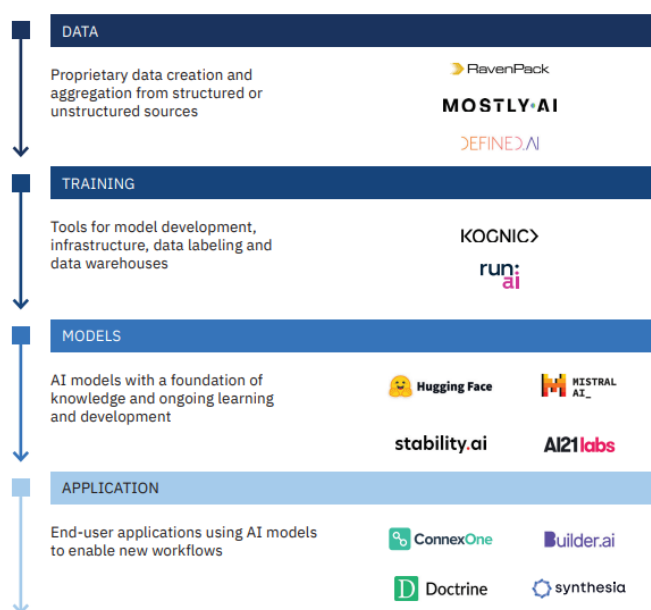 DATA
Proprietary data creation and
aggregation from structured or
unstructured sources
RavenPack
MOSTLY·AI
DEFINED.AI
TRAINING
Tools for model development,
infrastructure, data labeling and
data warehouses
KOGNIC
run:
ai
MODELS
AI models with a foundation of
knowledge and ongoing learning
and development
Hugging Face
MISTRAL
AI_
stability.ai
AI21labs
APPLICATION
End-user applications using AI models
to enable new workflows
ConnexOne
Builder.ai
Doctrine
synthesia